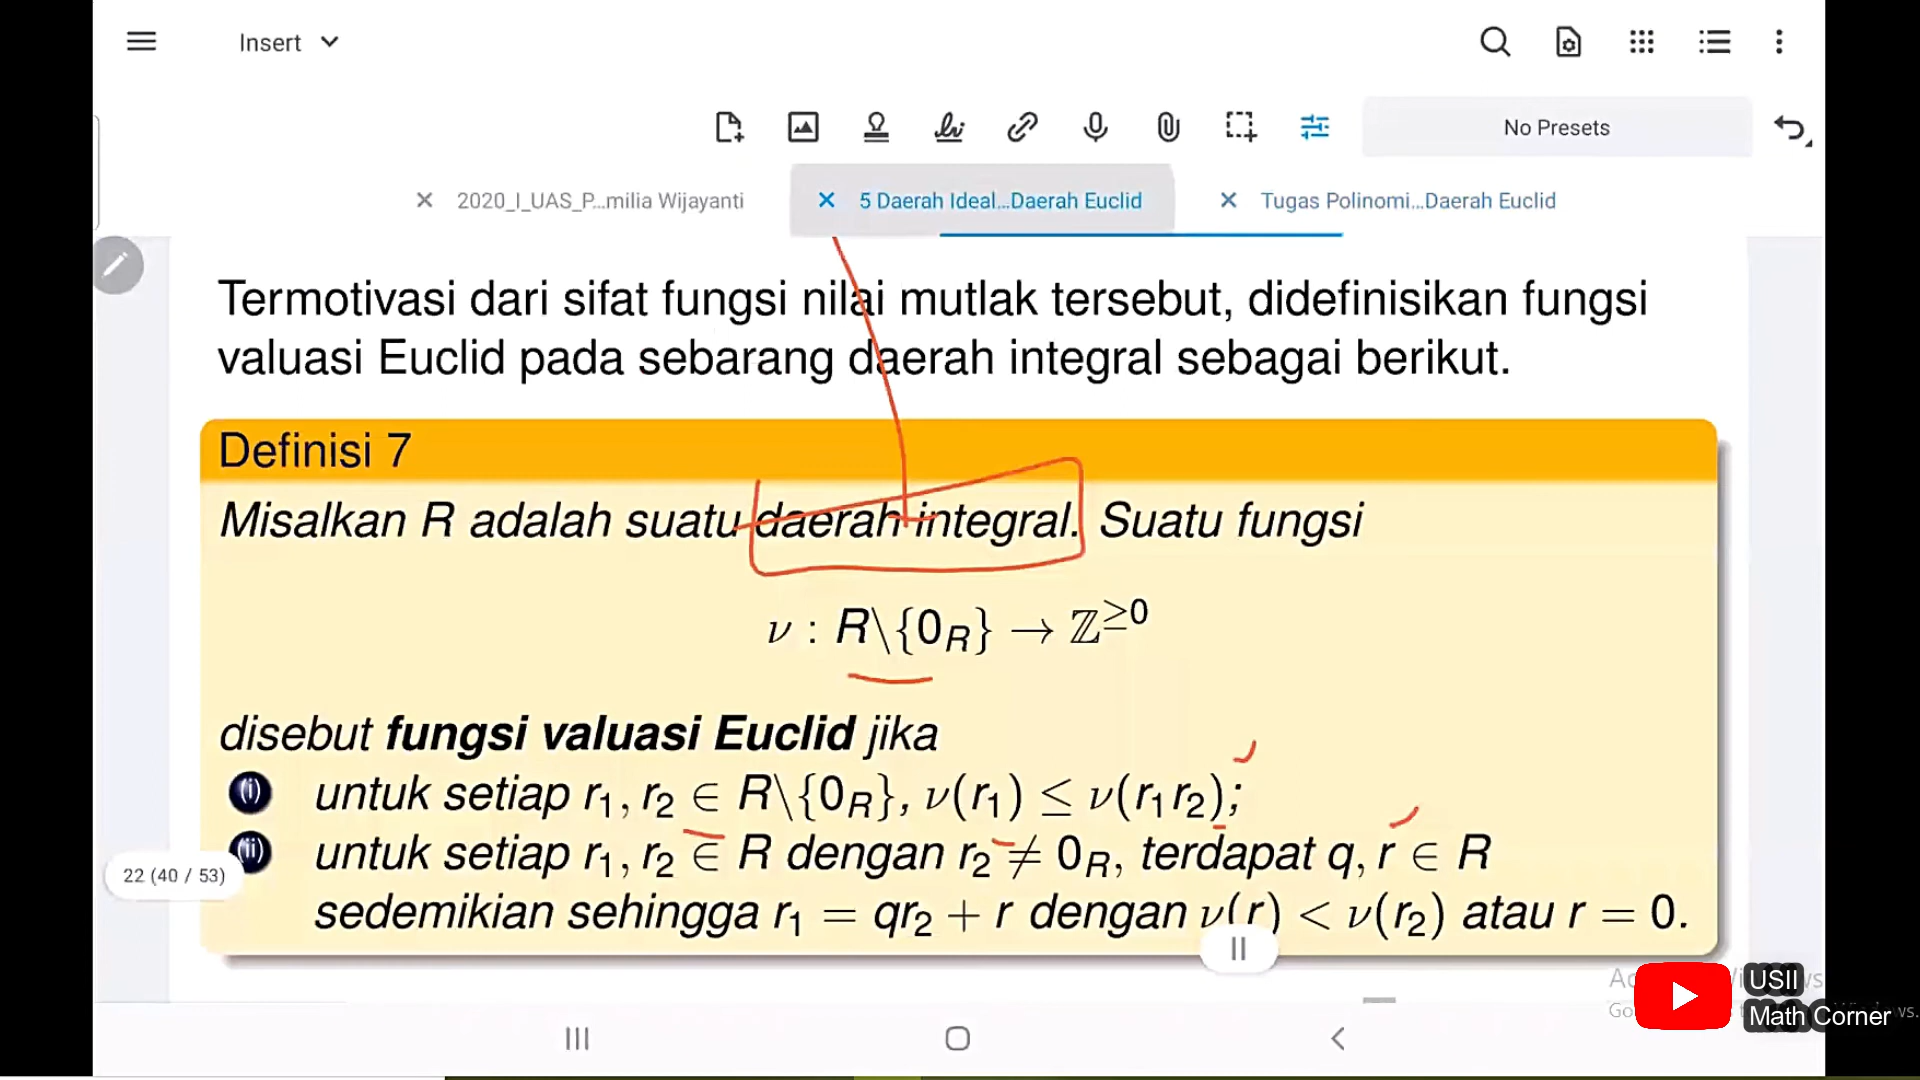 Insert
No Presets
2020_I_UAS_P...milia Wijayanti
5 Daerah Ideal...Daerah Euclid
Tugas Polinomi...Daerah Euclid
Termotivasi dari sifat fungsi nilai mutlak tersebut, didefinisikan fungsi
valuasi Euclid pada sebarang daerah integral sebagai berikut.
Definisi 7
Misalkan R adalah suatu daerah integral. Suatu fungsi
ν : R\{0_R} → ℤ^≥0
disebut fungsi valuasi Euclid jika
(i) untuk setiap r₁, r₂ ∈ R\{0_R}, ν(r₁) ≤ ν(r₁r₂);
(ii) untuk setiap r₁, r₂ ∈ R dengan r₂ ≠ 0_R, terdapat q, r ∈ R
sedemikian sehingga r₁ = qr₂ + r dengan ν(r) < ν(r₂) atau r = 0.
22 (40 / 53)
USII
Math Corner